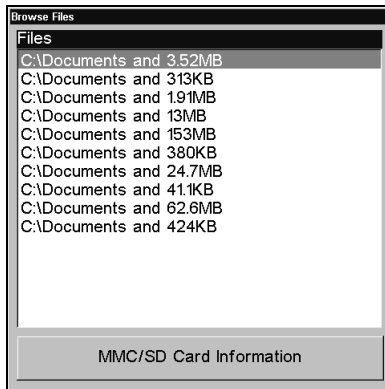 Browse Files
Files
C:\Documents and 3.52MB
C:\Documents and 313KB
C:\Documents and 1.91MB
C:\Documents and 13MB
C:\Documents and 153MB
C:\Documents and 380KB
C:\Documents and 24.7MB
C:\Documents and 41.1KB
C:\Documents and 62.6MB
C:\Documents and 424KB
MMC/SD Card Information